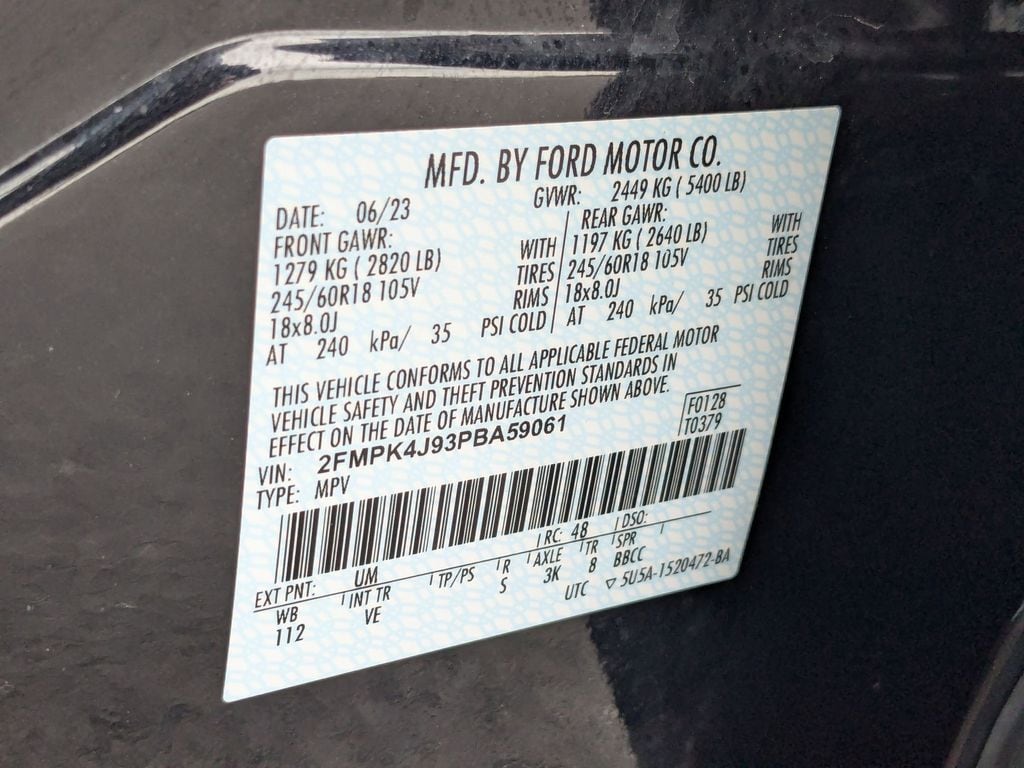 MFD. BY FORD MOTOR CO.
DATE: 06/23 GVWR: 2449 KG ( 5400 LB)
FRONT GAWR: REAR GAWR:
1279 KG ( 2820 LB) WITH 1197 KG ( 2640 LB) WITH
245/60R18 105V TIRES 245/60R18 105V TIRES
18x8.0J RIMS 18x8.0J RIMS
AT 240 kPa/ 35 PSI COLD AT 240 kPa/ 35 PSI COLD
THIS VEHICLE CONFORMS TO ALL APPLICABLE FEDERAL MOTOR
VEHICLE SAFETY AND THEFT PREVENTION STANDARDS IN
EFFECT ON THE DATE OF MANUFACTURE SHOWN ABOVE.
VIN: 2FMPK4J93PBA59061 F0128
TYPE: MPV T0379
EXT PNT: UM RC: 48 DSO:
WB INT TR TP/PS R AXLE TR SPR
112 VE S 3K 8 BBCC
UTC ▽ 5U5A-1520472-BA